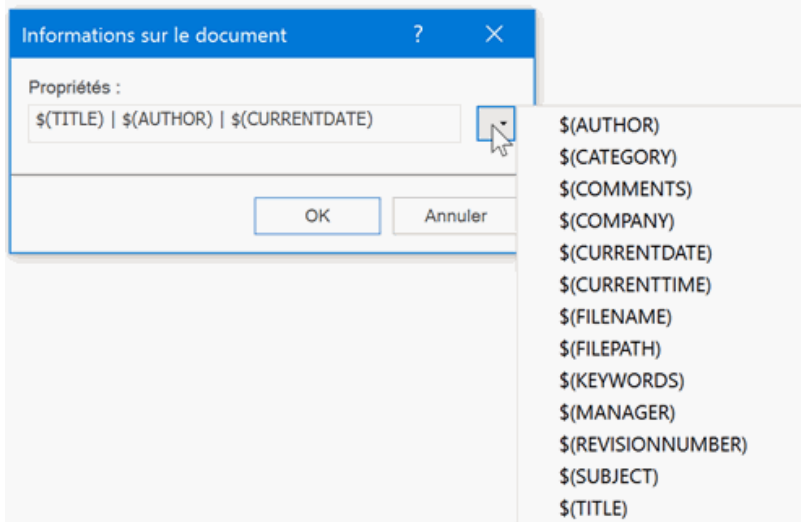 Informations sur le document ? ×
Propriétés :
$(TITLE) | $(AUTHOR) | $(CURRENTDATE)
OK Annuler
$(AUTHOR)
$(CATEGORY)
$(COMMENTS)
$(COMPANY)
$(CURRENTDATE)
$(CURRENTTIME)
$(FILENAME)
$(FILEPATH)
$(KEYWORDS)
$(MANAGER)
$(REVISIONNUMBER)
$(SUBJECT)
$(TITLE)